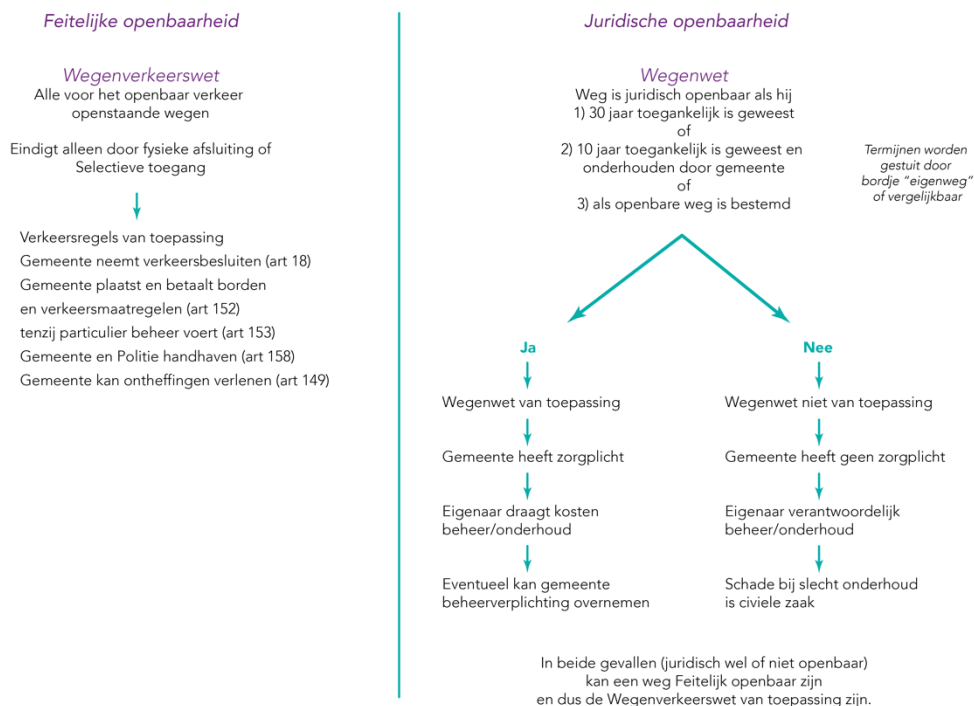 Feitelijke openbaarheid
Wegenverkeerswet
Alle voor het openbaar verkeer
openstaande wegen
Eindigt alleen door fysieke afsluiting of
Selectieve toegang
Verkeersregels van toepassing
Gemeente neemt verkeersbesluiten (art 18)
Gemeente plaatst en betaalt borden
en verkeersmaatregelen (art 152)
tenzij particulier beheer voert (art 153)
Gemeente en Politie handhaven (art 158)
Gemeente kan ontheffingen verlenen (art 149)
Juridische openbaarheid
Wegenwet
Weg is juridisch openbaar als hij
1) 30 jaar toegankelijk is geweest
of
2) 10 jaar toegankelijk is geweest en
onderhouden door gemeente
of
3) als openbare weg is bestemd
Termijnen worden
gestuit door
bordje “eigenweg”
of vergelijkbaar
Ja
Wegenwet van toepassing
Gemeente heeft zorgplicht
Eigenaar draagt kosten
beheer/onderhoud
Eventueel kan gemeente
beheerverplichting overnemen
Nee
Wegenwet niet van toepassing
Gemeente heeft geen zorgplicht
Eigenaar verantwoordelijk
beheer/onderhoud
Schade bij slecht onderhoud
is civiele zaak
In beide gevallen (juridisch wel of niet openbaar)
kan een weg Feitelijk openbaar zijn
en dus de Wegenverkeerswet van toepassing zijn.